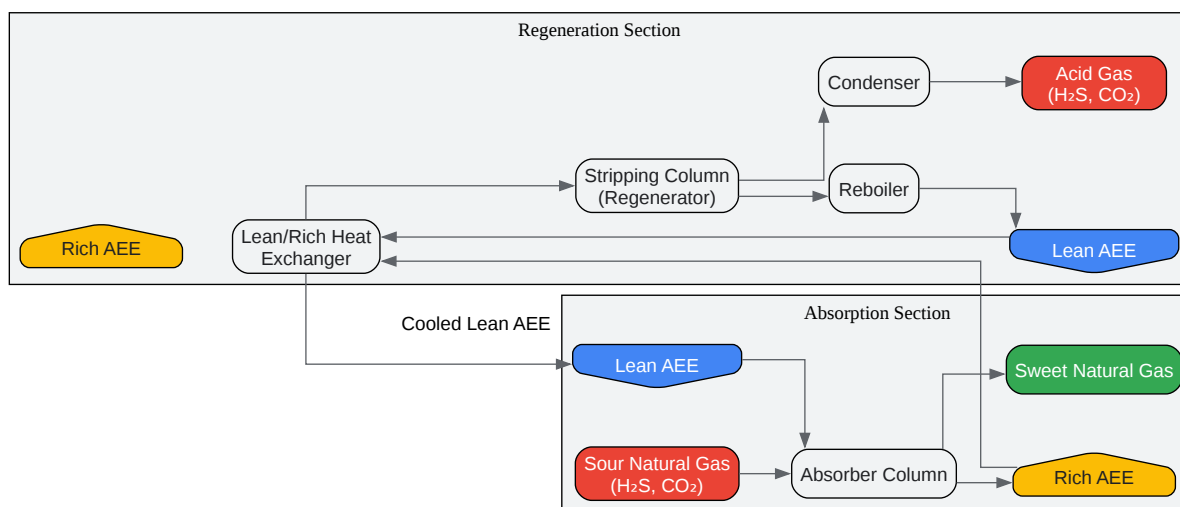 Regeneration Section
Condenser
Acid Gas
(H₂S, CO₂)
Stripping Column
(Regenerator)
Reboiler
Rich AEE
Lean/Rich Heat
Exchanger
Lean AEE
Cooled Lean AEE
Absorption Section
Lean AEE
Sweet Natural Gas
Sour Natural Gas
(H₂S, CO₂)
Absorber Column
Rich AEE